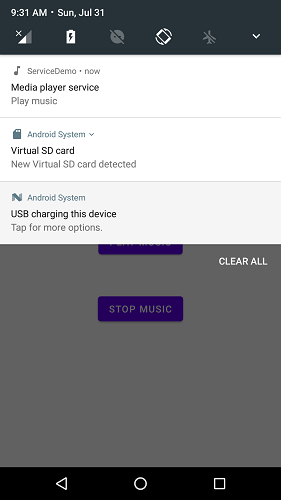 9:31 AM • Sun, Jul 31
ServiceDemo • now
Media player service
Play music
Android System
Virtual SD card
New Virtual SD card detected
Android System
USB charging this device
Tap for more options.
CLEAR ALL
STOP MUSIC